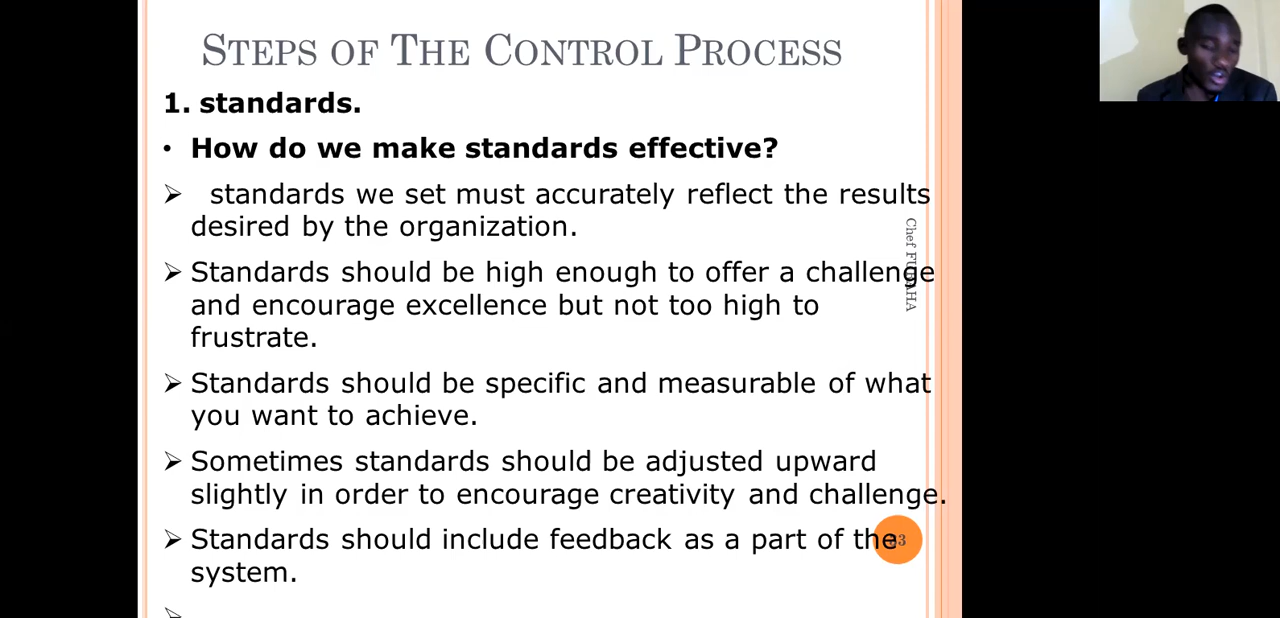 STEPS OF THE CONTROL PROCESS
1. standards.
• How do we make standards effective?
➢ standards we set must accurately reflect the results
desired by the organization.
➢ Standards should be high enough to offer a challenge
and encourage excellence but not too high to
frustrate.
➢ Standards should be specific and measurable of what
you want to achieve.
➢ Sometimes standards should be adjusted upward
slightly in order to encourage creativity and challenge.
➢ Standards should include feedback as a part of the
system.
➢
Chef